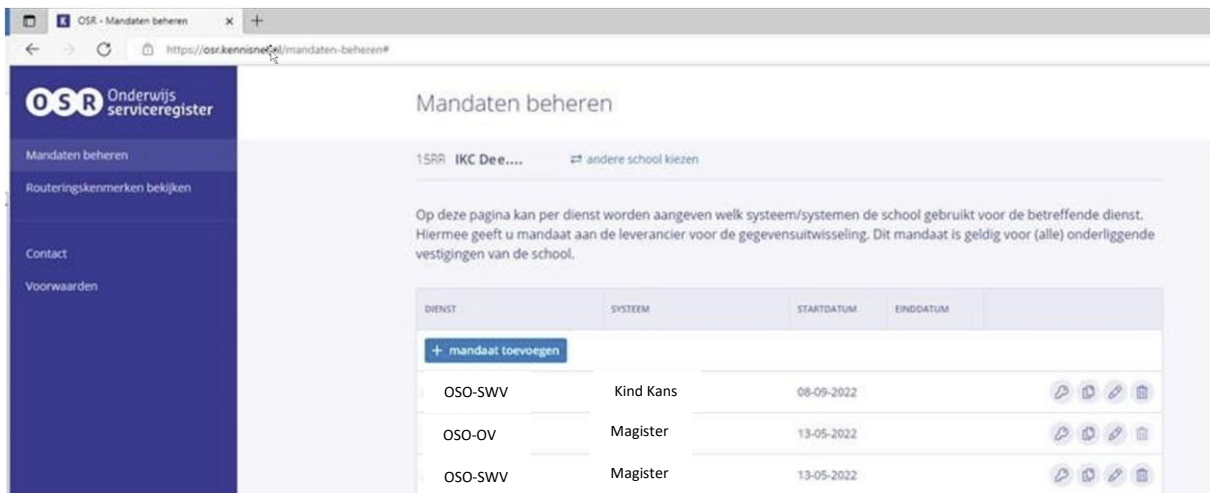 OSR - Mandaten beheren
https://osr.kennisnet.nl/mandaten-beheren#
OSR Onderwijs serviceregister
Mandaten beheren
Routeringskenmerken bekijken
Contact
Voorwaarden
Mandaten beheren
15RR IKC Dee.... andere school kiezen
Op deze pagina kan per dienst worden aangeven welk systeem/systemen de school gebruikt voor de betreffende dienst.
Hiermee geeft u mandaat aan de leverancier voor de gegevensuitwisseling. Dit mandaat is geldig voor (alle) onderliggende
vestigingen van de school.
DIENST SYSTEEM STARTDATUM EINDDATUM
+ mandaat toevoegen
OSO-SWV Kind Kans 08-09-2022
OSO-OV Magister 13-05-2022
OSO-SWV Magister 13-05-2022